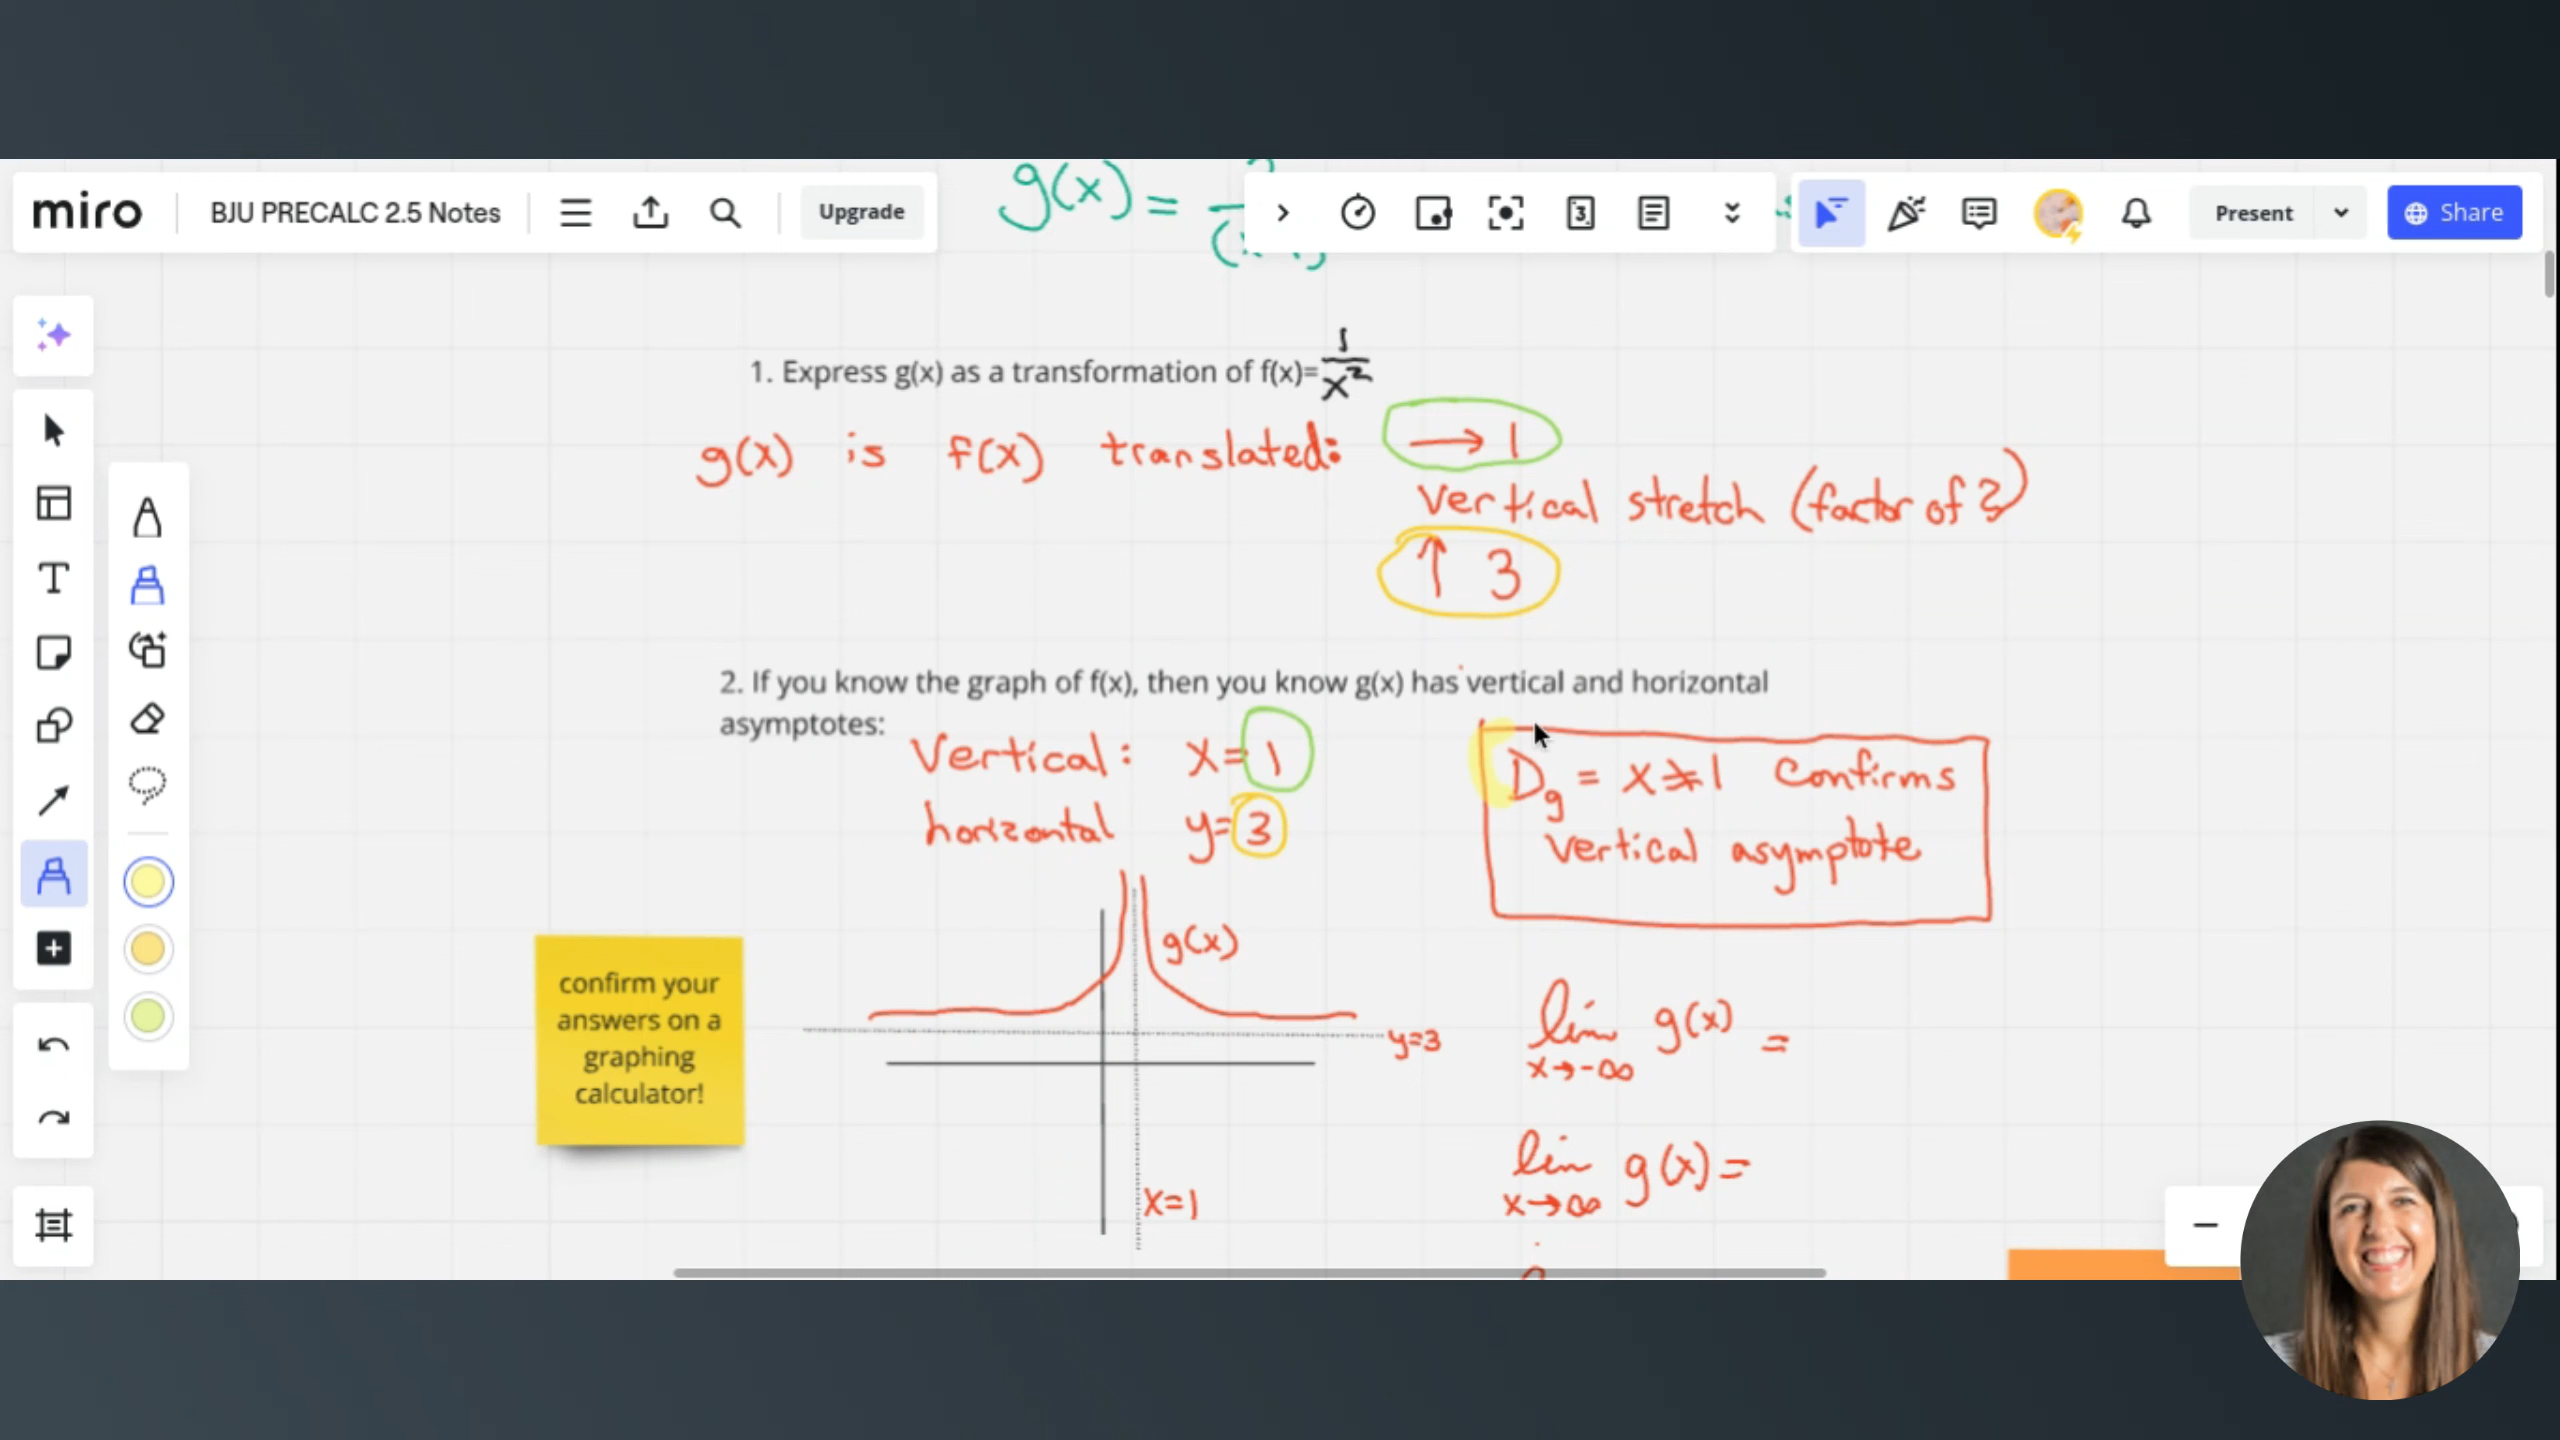 miro
BJU PRECALC 2.5 Notes
Upgrade
Present
Share
g(x) =
1. Express g(x) as a transformation of f(x)= 1/x²
g(x) is f(x) translated: → 1
vertical stretch (factor of
↑ 3
2. If you know the graph of f(x), then you know g(x) has vertical and horizontal
asymptotes:
Vertical: x=1
horizontal y=3
Dg = x≠1 Confirms
vertical asymptote
g(x)
y=3
x=1
confirm your
answers on a
graphing
calculator!
lim g(x) =
x→-∞
lim g(x) =
x→∞